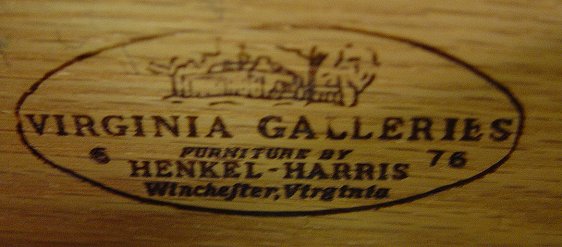 VIRGINIA GALLERIES
6 FURNITURE BY 76
HENKEL-HARRIS
Winchester, Virginia